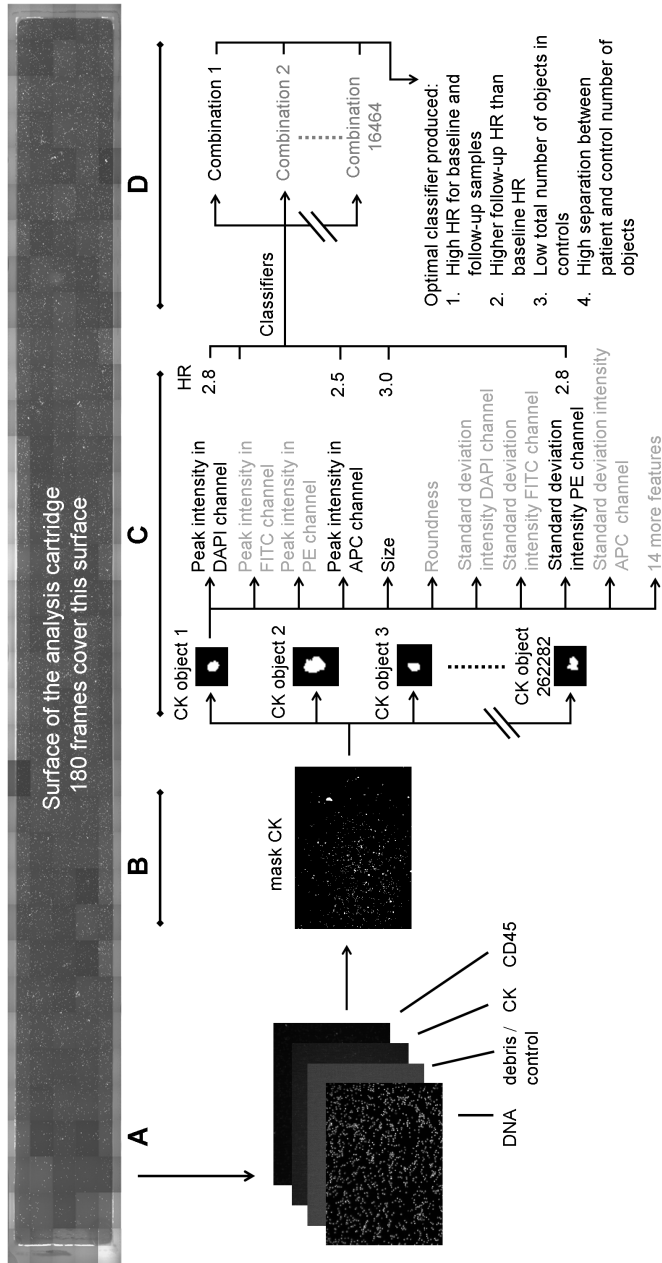 Surface of the analysis cartridge
180 frames cover this surface
A
B
C
D
DNA
debris /
control
CK
CD45
mask CK
CK object 1
CK object 2
CK object 3
CK object
262282
HR
Peak intensity in
DAPI channel
2.8
Peak intensity in
FITC channel
Peak intensity in
PE channel
Peak intensity in
APC channel
2.5
Size
3.0
Roundness
Standard deviation
intensity DAPI channel
Standard deviation
intensity FITC channel
Standard deviation
intensity PE channel
2.8
Standard deviation intensity
APC channel
14 more features
Classifiers
Combination 1
Combination 2
Combination
16464
Optimal classifier produced:
1. High HR for baseline and
follow-up samples
2. Higher follow-up HR than
baseline HR
3. Low total number of objects in
controls
4. High separation between
patient and control number of
objects